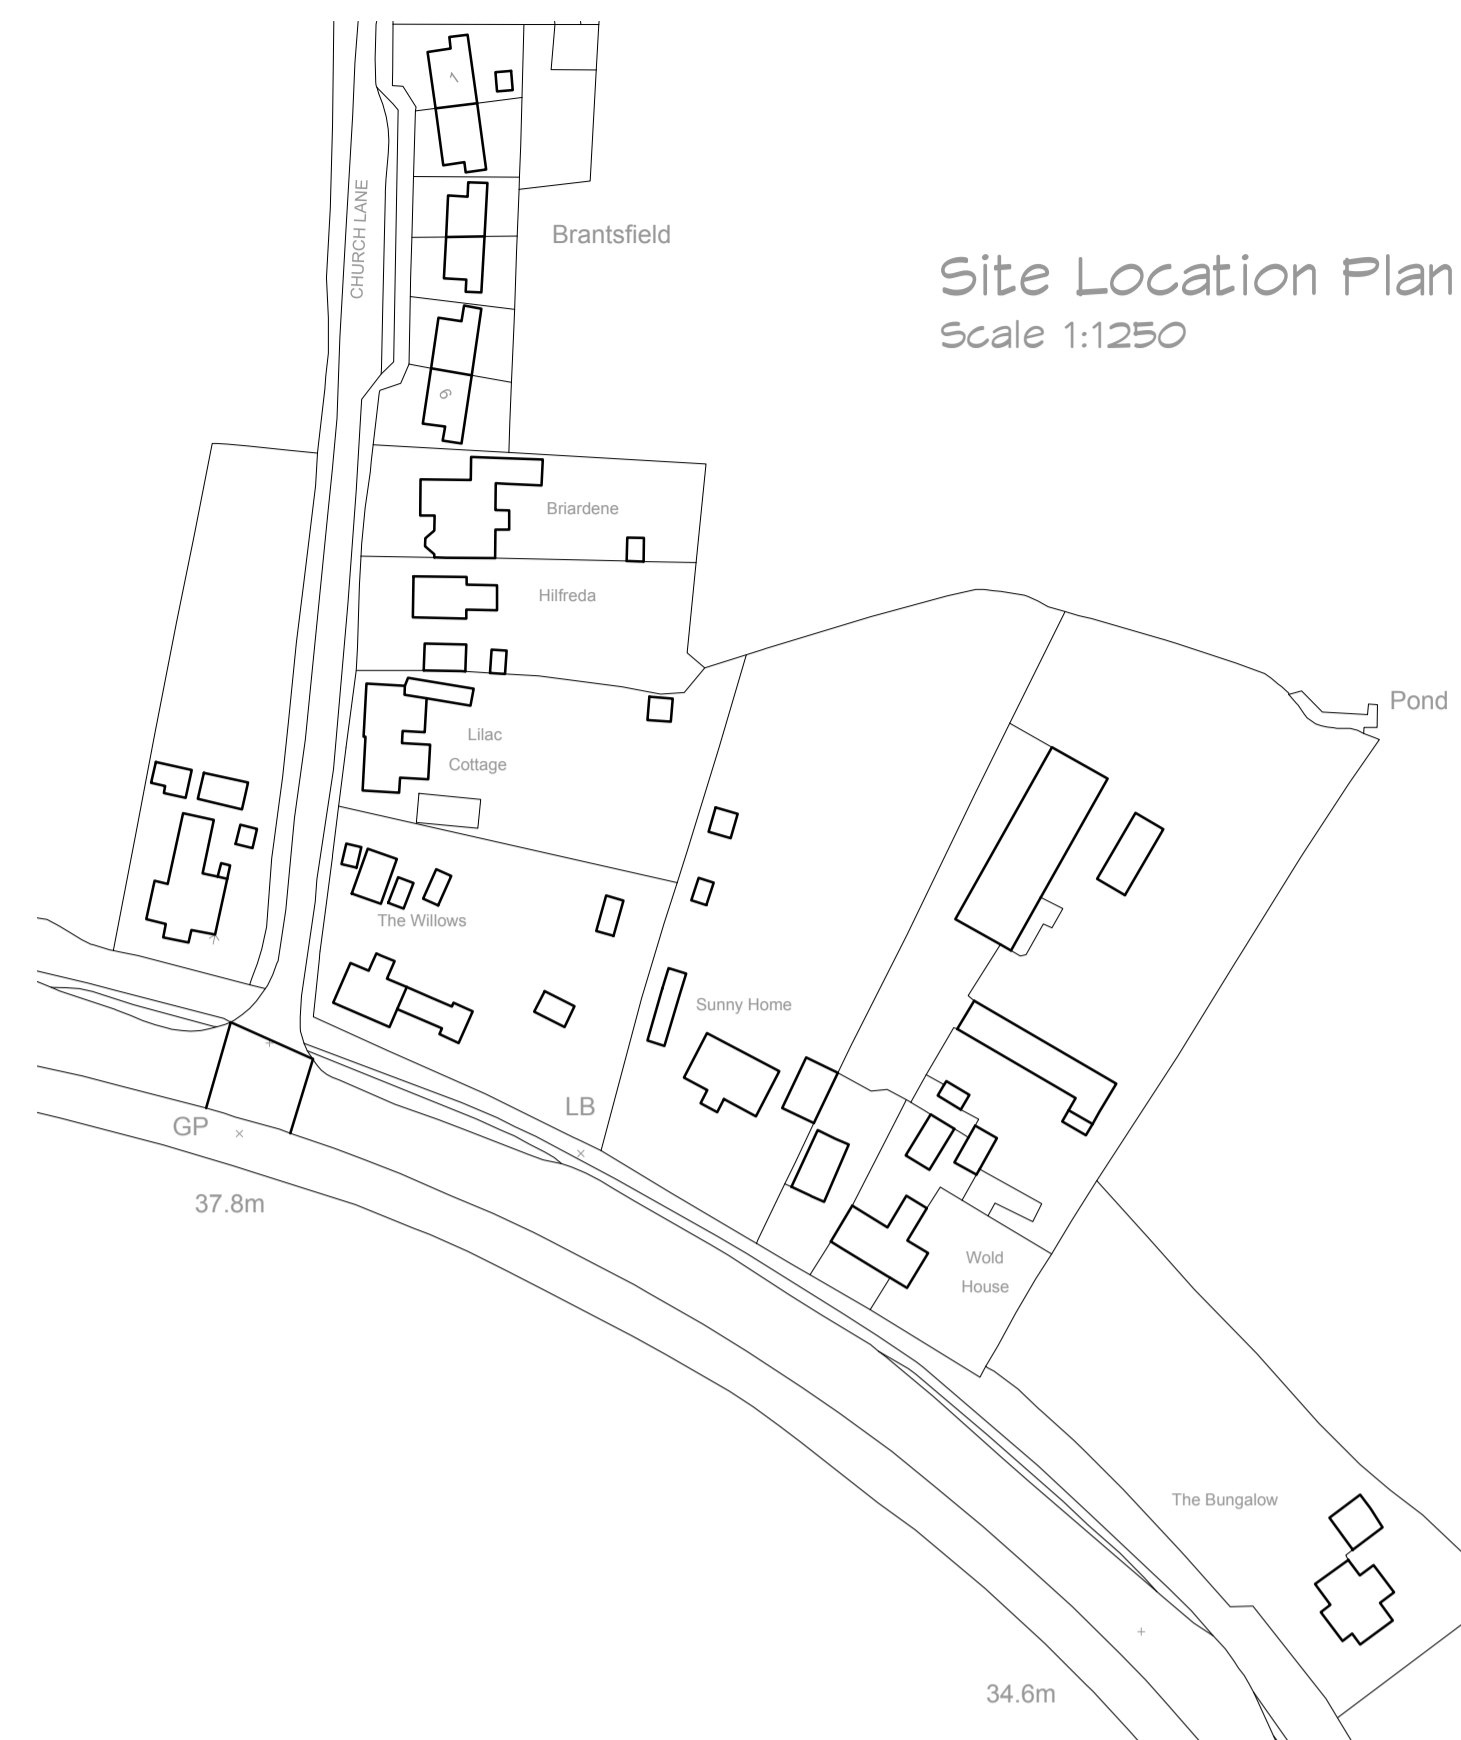 1
CHURCH LANE
Brantsfield
Site Location Plan
Scale 1:1250
6
Briardene
Hilfreda
Pond
Lilac
Cottage
The Willows
Sunny Home
LB
GP
37.8m
Wold
House
The Bungalow
34.6m